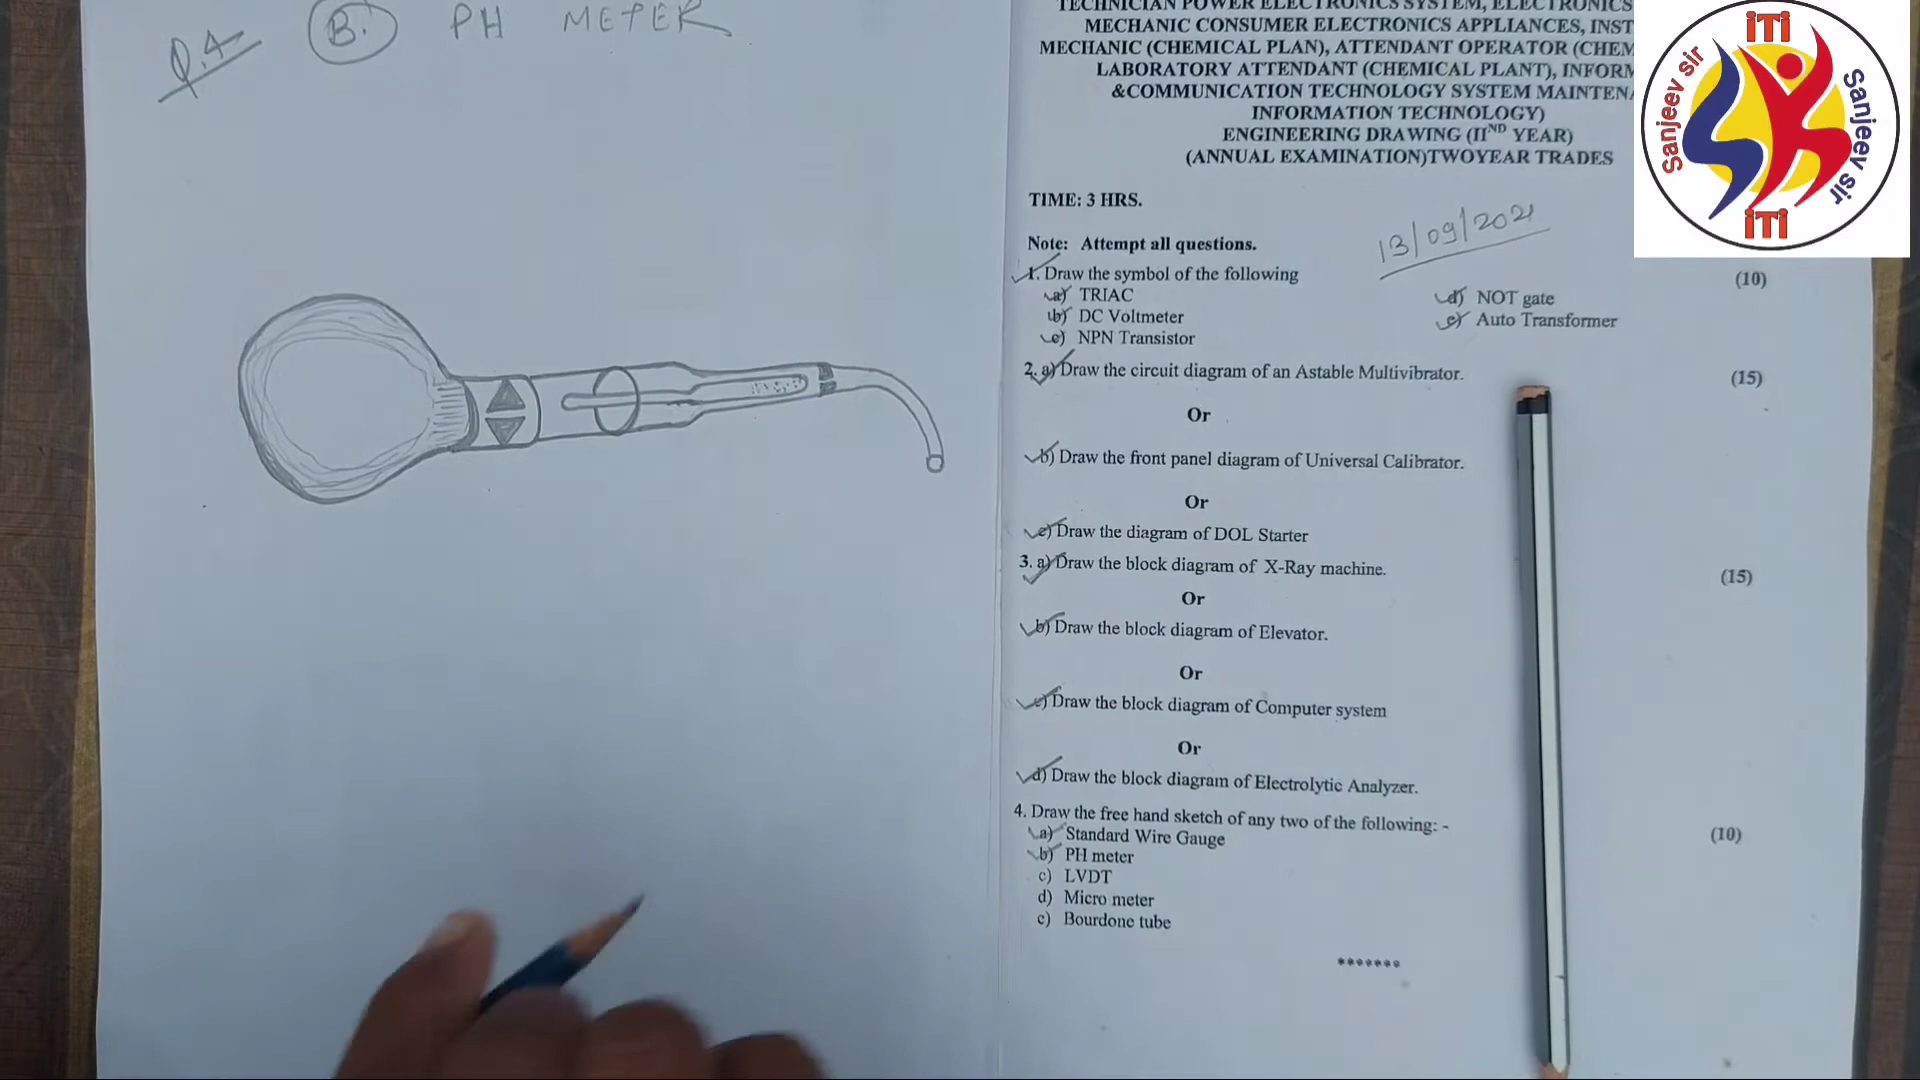 Q.4 B. PH METER
TECHNICIAN POWER ELECTRONICS SYSTEM, ELECTRONICS
MECHANIC CONSUMER ELECTRONICS APPLIANCES, INST
MECHANIC (CHEMICAL PLAN), ATTENDANT OPERATOR (CHEM
LABORATORY ATTENDANT (CHEMICAL PLANT), INFORM
&COMMUNICATION TECHNOLOGY SYSTEM MAINTENA
INFORMATION TECHNOLOGY)
ENGINEERING DRAWING (II^ND YEAR)
(ANNUAL EXAMINATION)TWOYEAR TRADES
TIME: 3 HRS.
13/09/2021
Note: Attempt all questions.
1. Draw the symbol of the following (10)
a) TRIAC d) NOT gate
b) DC Voltmeter e) Auto Transformer
c) NPN Transistor
2. a) Draw the circuit diagram of an Astable Multivibrator. (15)
Or
b) Draw the front panel diagram of Universal Calibrator.
Or
c) Draw the diagram of DOL Starter
3. a) Draw the block diagram of X-Ray machine. (15)
Or
b) Draw the block diagram of Elevator.
Or
c) Draw the block diagram of Computer system
Or
d) Draw the block diagram of Electrolytic Analyzer.
4. Draw the free hand sketch of any two of the following: - (10)
a) Standard Wire Gauge
b) PH meter
c) LVDT
d) Micro meter
e) Bourdone tube
*******
iTi
Sanjeev sir
Sanjeev sir
iTi